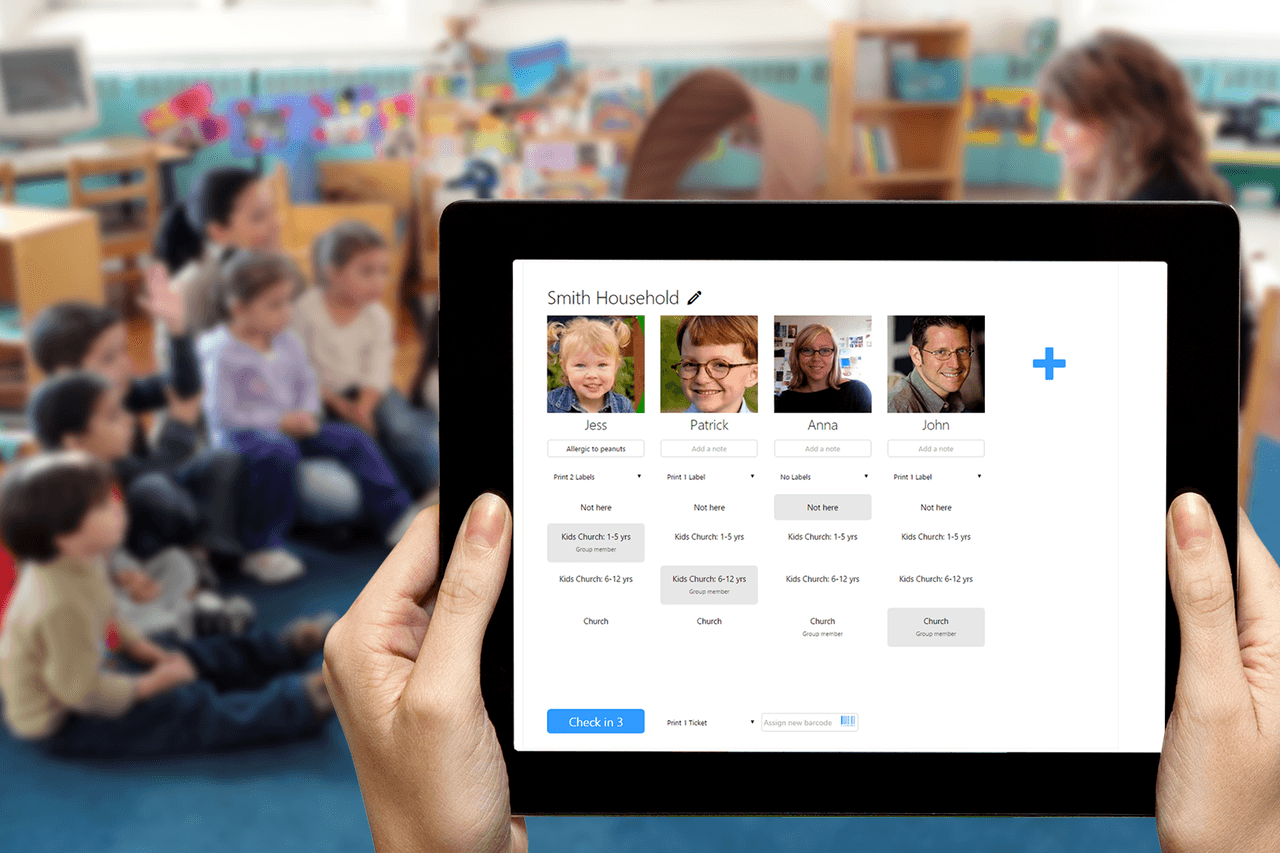 Smith Household
Jess Patrick Anna John
Allergic to peanuts Add a note Add a note Add a note
Print 2 Labels Print 1 Label No Labels Print 1 Label
Not here Not here Not here Not here
Kids Church: 1-5 yrs Kids Church: 1-5 yrs Kids Church: 1-5 yrs Kids Church: 1-5 yrs
Group member
Kids Church: 6-12 yrs Kids Church: 6-12 yrs Kids Church: 6-12 yrs Kids Church: 6-12 yrs
Group member
Church Church Church Church
Group member Group member
Check in 3 Print 1 Ticket Assign new barcode